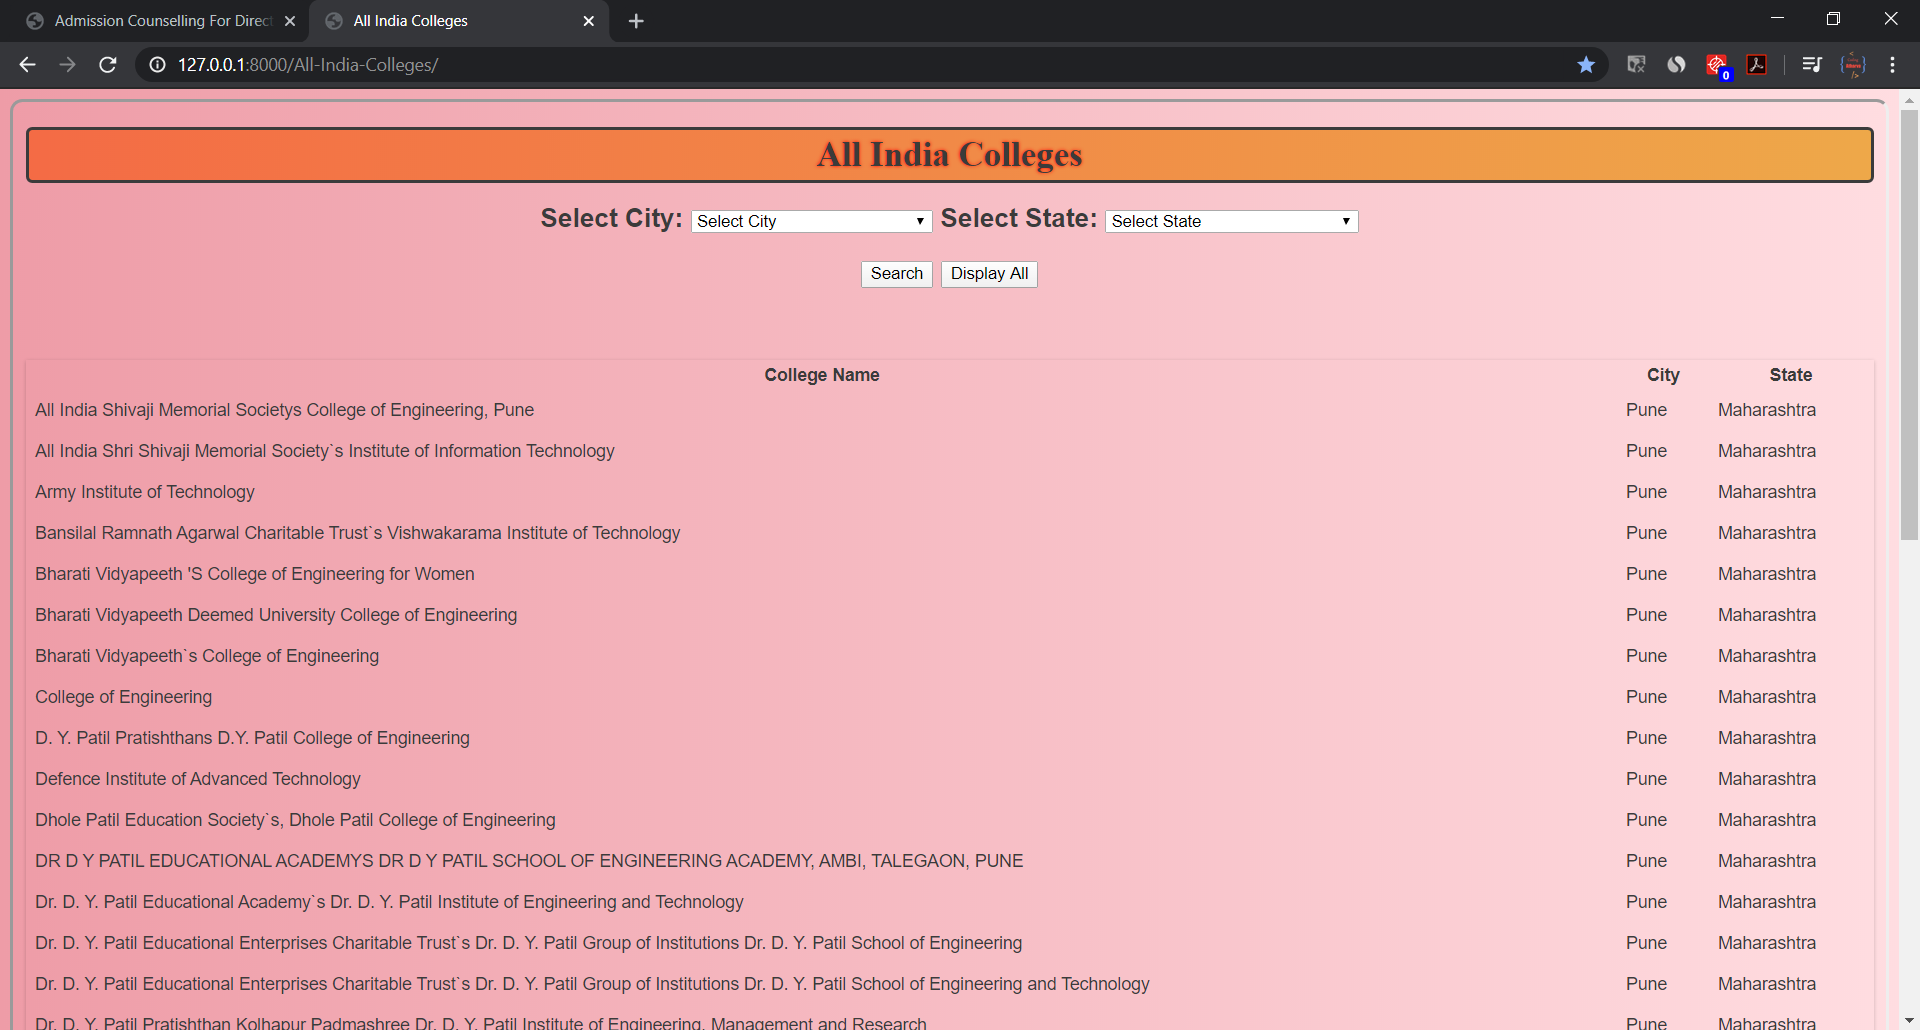 Admission Counselling For Direct
All India Colleges
127.0.0.1:8000/All-India-Colleges/
0
All India Colleges
Select City: Select City Select State: Select State
Search Display All
College Name City State
All India Shivaji Memorial Societys College of Engineering, Pune Pune Maharashtra
All India Shri Shivaji Memorial Society`s Institute of Information Technology Pune Maharashtra
Army Institute of Technology Pune Maharashtra
Bansilal Ramnath Agarwal Charitable Trust`s Vishwakarama Institute of Technology Pune Maharashtra
Bharati Vidyapeeth 'S College of Engineering for Women Pune Maharashtra
Bharati Vidyapeeth Deemed University College of Engineering Pune Maharashtra
Bharati Vidyapeeth`s College of Engineering Pune Maharashtra
College of Engineering Pune Maharashtra
D. Y. Patil Pratishthans D.Y. Patil College of Engineering Pune Maharashtra
Defence Institute of Advanced Technology Pune Maharashtra
Dhole Patil Education Society`s, Dhole Patil College of Engineering Pune Maharashtra
DR D Y PATIL EDUCATIONAL ACADEMYS DR D Y PATIL SCHOOL OF ENGINEERING ACADEMY, AMBI, TALEGAON, PUNE Pune Maharashtra
Dr. D. Y. Patil Educational Academy`s Dr. D. Y. Patil Institute of Engineering and Technology Pune Maharashtra
Dr. D. Y. Patil Educational Enterprises Charitable Trust`s Dr. D. Y. Patil Group of Institutions Dr. D. Y. Patil School of Engineering Pune Maharashtra
Dr. D. Y. Patil Educational Enterprises Charitable Trust`s Dr. D. Y. Patil Group of Institutions Dr. D. Y. Patil School of Engineering and Technology Pune Maharashtra
Dr. D. Y. Patil Pratishthan Kolhapur Padmashree Dr. D. Y. Patil Institute of Engineering, Management and Research Pune Maharashtra